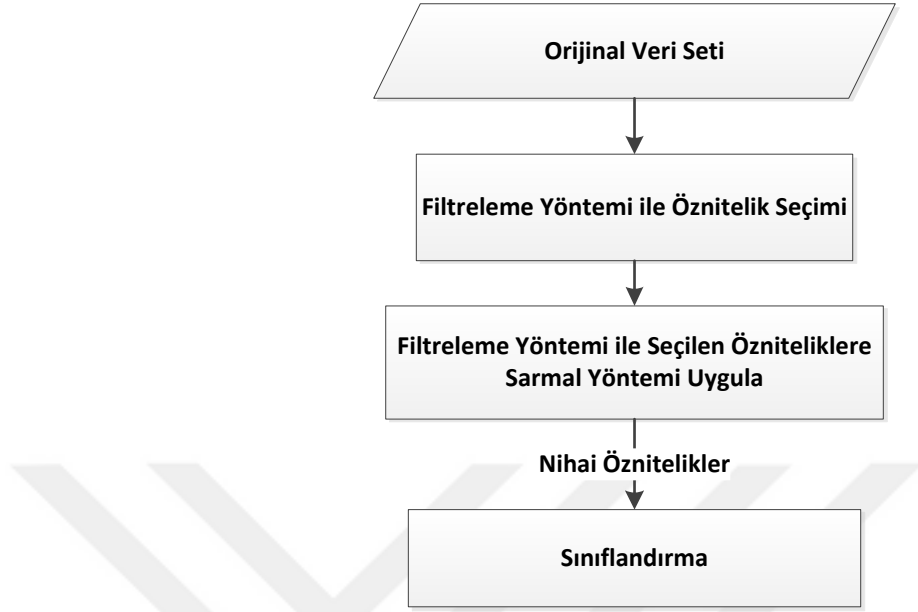 Orijinal Veri Seti
Filtreleme Yöntemi ile Öznitelik Seçimi
Filtreleme Yöntemi ile Seçilen Özniteliklere
Sarmal Yöntemi Uygula
Nihai Öznitelikler
Sınıflandırma